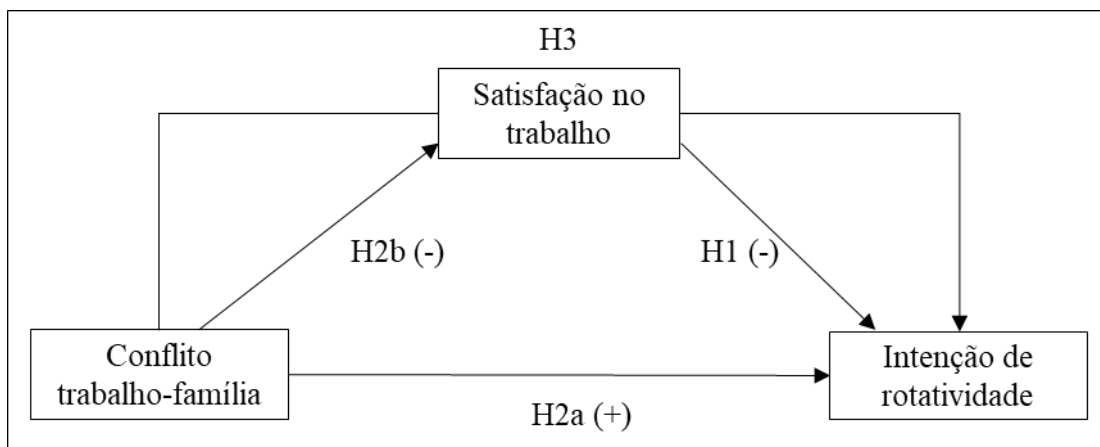 H3
Satisfação no
trabalho
H2b (-)
H1 (-)
Conflito
trabalho-família
Intenção de
rotatividade
H2a (+)